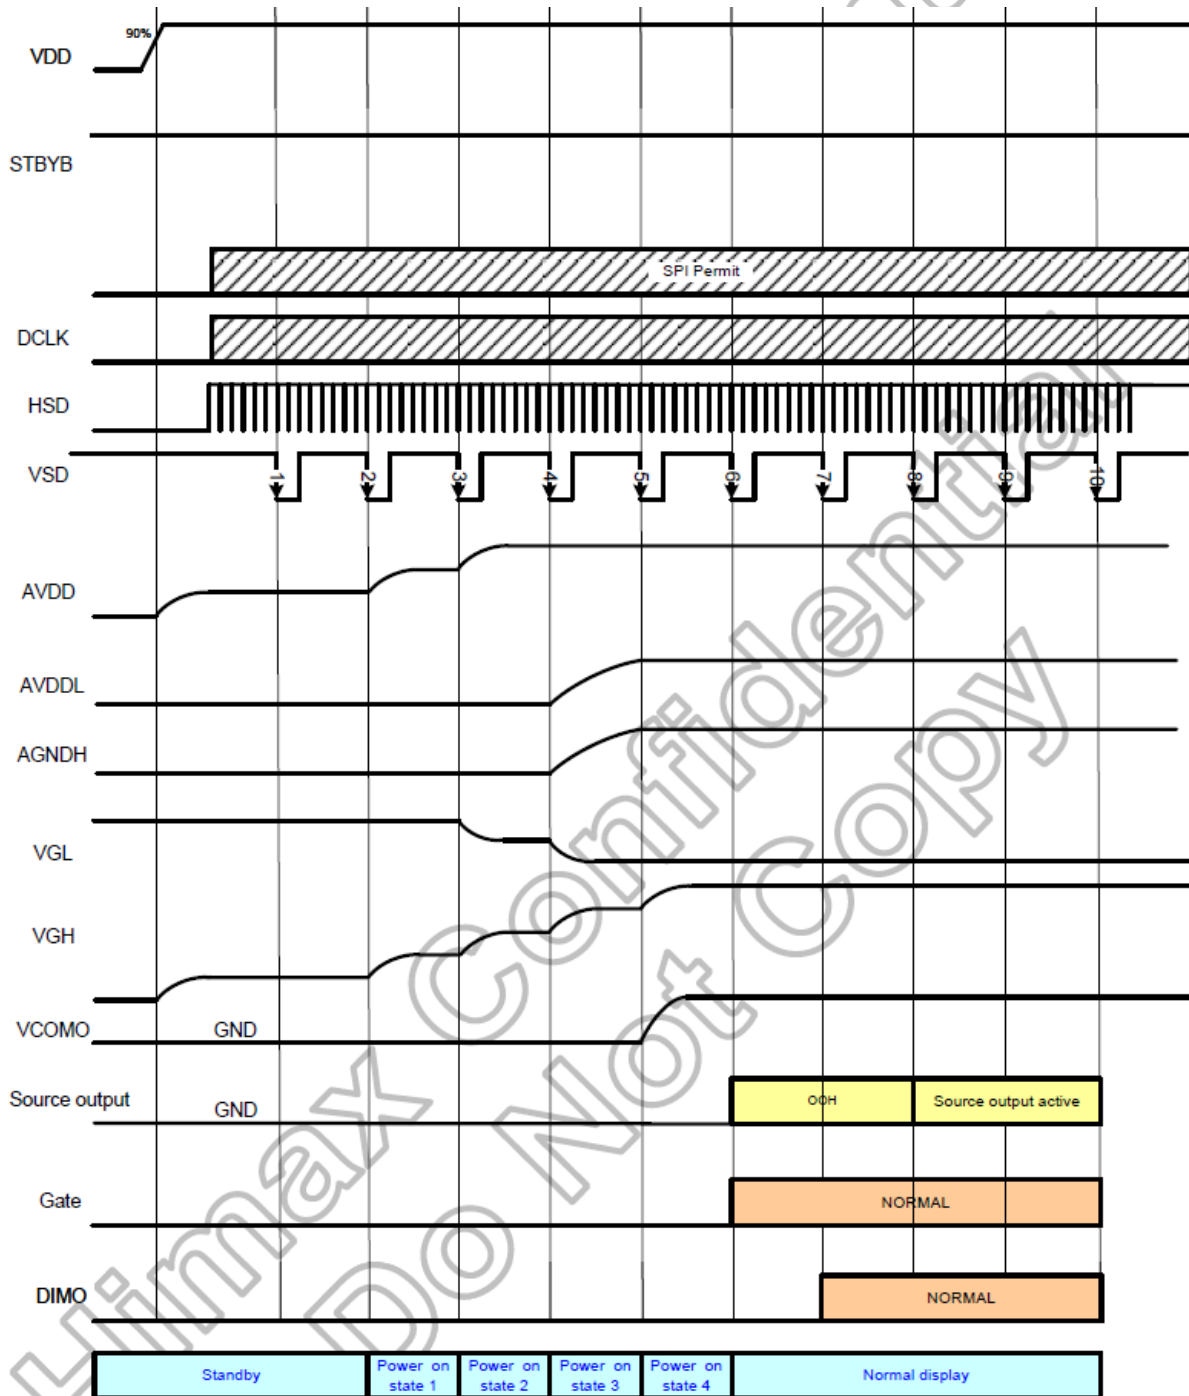 90%
VDD
STBYB
SPI Permit
DCLK
HSD
VSD
1 2 3 4 5 6 7 8 9 10
AVDD
AVDDL
AGNDH
VGL
VGH
VCOMO GND
Source output GND OOH Source output active
Gate NORMAL
DIMO NORMAL
Standby Power on Power on Power on Power on Normal display
state 1 state 2 state 3 state 4
Himax Confidential
Do Not Copy